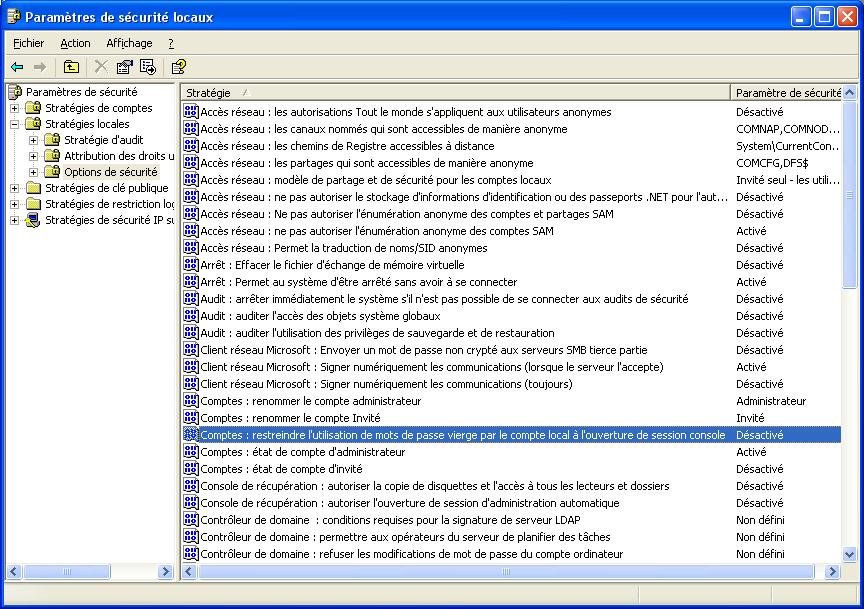 Paramètres de sécurité locaux
Fichier Action Affichage ?
Paramètres de sécurité
Stratégies de comptes
Stratégies locales
Stratégie d'audit
Attribution des droits u
Options de sécurité
Stratégies de clé publique
Stratégies de restriction log
Stratégies de sécurité IP su
Stratégie Paramètre de sécurité
Accès réseau : les autorisations Tout le monde s'appliquent aux utilisateurs anonymes Désactivé
Accès réseau : les canaux nommés qui sont accessibles de manière anonyme COMNAP,COMNOD...
Accès réseau : les chemins de Registre accessibles à distance System\CurrentCon...
Accès réseau : les partages qui sont accessibles de manière anonyme COMCFG,DFS$
Accès réseau : modèle de partage et de sécurité pour les comptes locaux Invité seul - les utili...
Accès réseau : ne pas autoriser le stockage d'informations d'identification ou des passeports .NET pour l'aut... Désactivé
Accès réseau : Ne pas autoriser l'énumération anonyme des comptes et partages SAM Désactivé
Accès réseau : ne pas autoriser l'énumération anonyme des comptes SAM Activé
Accès réseau : Permet la traduction de noms/SID anonymes Désactivé
Arrêt : Effacer le fichier d'échange de mémoire virtuelle Désactivé
Arrêt : Permet au système d'être arrêté sans avoir à se connecter Activé
Audit : arrêter immédiatement le système s'il n'est pas possible de se connecter aux audits de sécurité Désactivé
Audit : auditer l'accès des objets système globaux Désactivé
Audit : auditer l'utilisation des privilèges de sauvegarde et de restauration Désactivé
Client réseau Microsoft : Envoyer un mot de passe non crypté aux serveurs SMB tierce partie Désactivé
Client réseau Microsoft : Signer numériquement les communications (lorsque le serveur l'accepte) Activé
Client réseau Microsoft : Signer numériquement les communications (toujours) Désactivé
Comptes : renommer le compte administrateur Administrateur
Comptes : renommer le compte Invité Invité
Comptes : restreindre l'utilisation de mots de passe vierge par le compte local à l'ouverture de session console Désactivé
Comptes : état de compte d'administrateur Activé
Comptes : état de compte d'invité Désactivé
Console de récupération : autoriser la copie de disquettes et l'accès à tous les lecteurs et dossiers Désactivé
Console de récupération : autoriser l'ouverture de session d'administration automatique Désactivé
Contrôleur de domaine : conditions requises pour la signature de serveur LDAP Non défini
Contrôleur de domaine : permettre aux opérateurs du serveur de planifier des tâches Non défini
Contrôleur de domaine : refuser les modifications de mot de passe du compte ordinateur Non défini